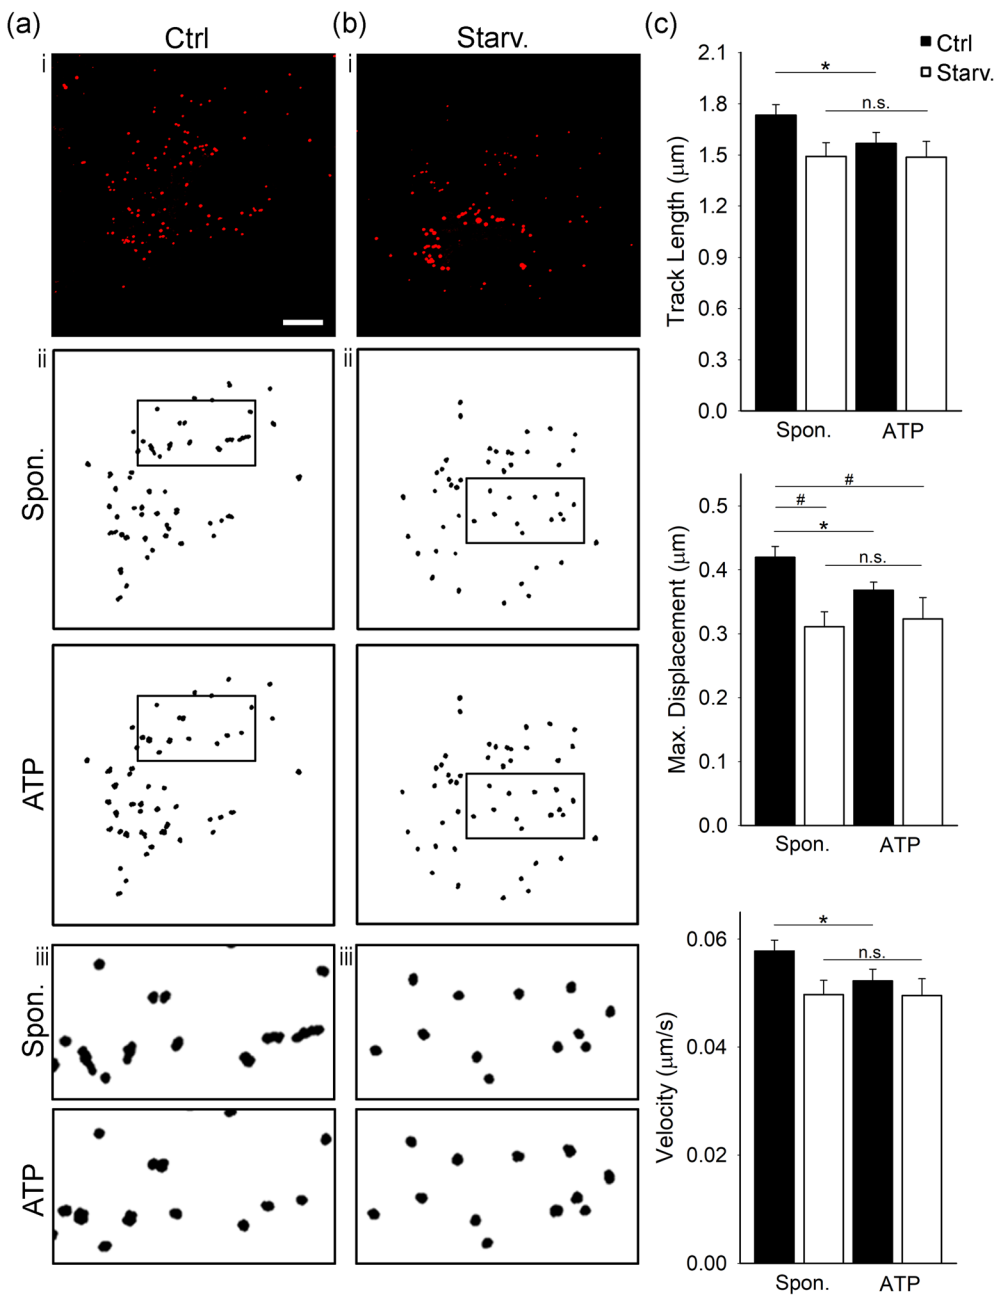 (a)
Ctrl
i
(b)
Starv.
i
ii
Spon.
ii
ATP
iii
Spon.
iii
ATP
(c)
Ctrl
Starv.
2.1
1.8
1.5
1.2
0.9
0.6
0.3
0.0
Track Length (μm)
*
n.s.
Spon.
ATP
0.5
0.4
0.3
0.2
0.1
0.0
Max. Displacement (μm)
#
#
*
n.s.
Spon.
ATP
0.06
0.04
0.02
0.00
Velocity (μm/s)
*
n.s.
Spon.
ATP